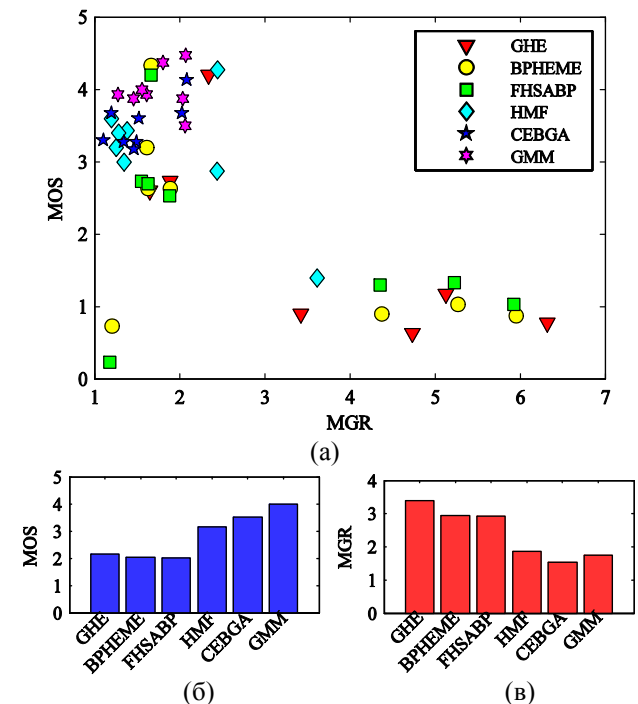 5
4
3
2
1
0
MOS
1 2 3 4 5 6 7
MGR
GHE
BPHEME
FHSABP
HMF
CEBGA
GMM
(а)
5
4
3
2
1
0
MOS
GHE BPHEME FHSABP HMF CEBGA GMM
(б)
4
3
2
1
0
MGR
GHE BPHEME FHSABP HMF CEBGA GMM
(в)